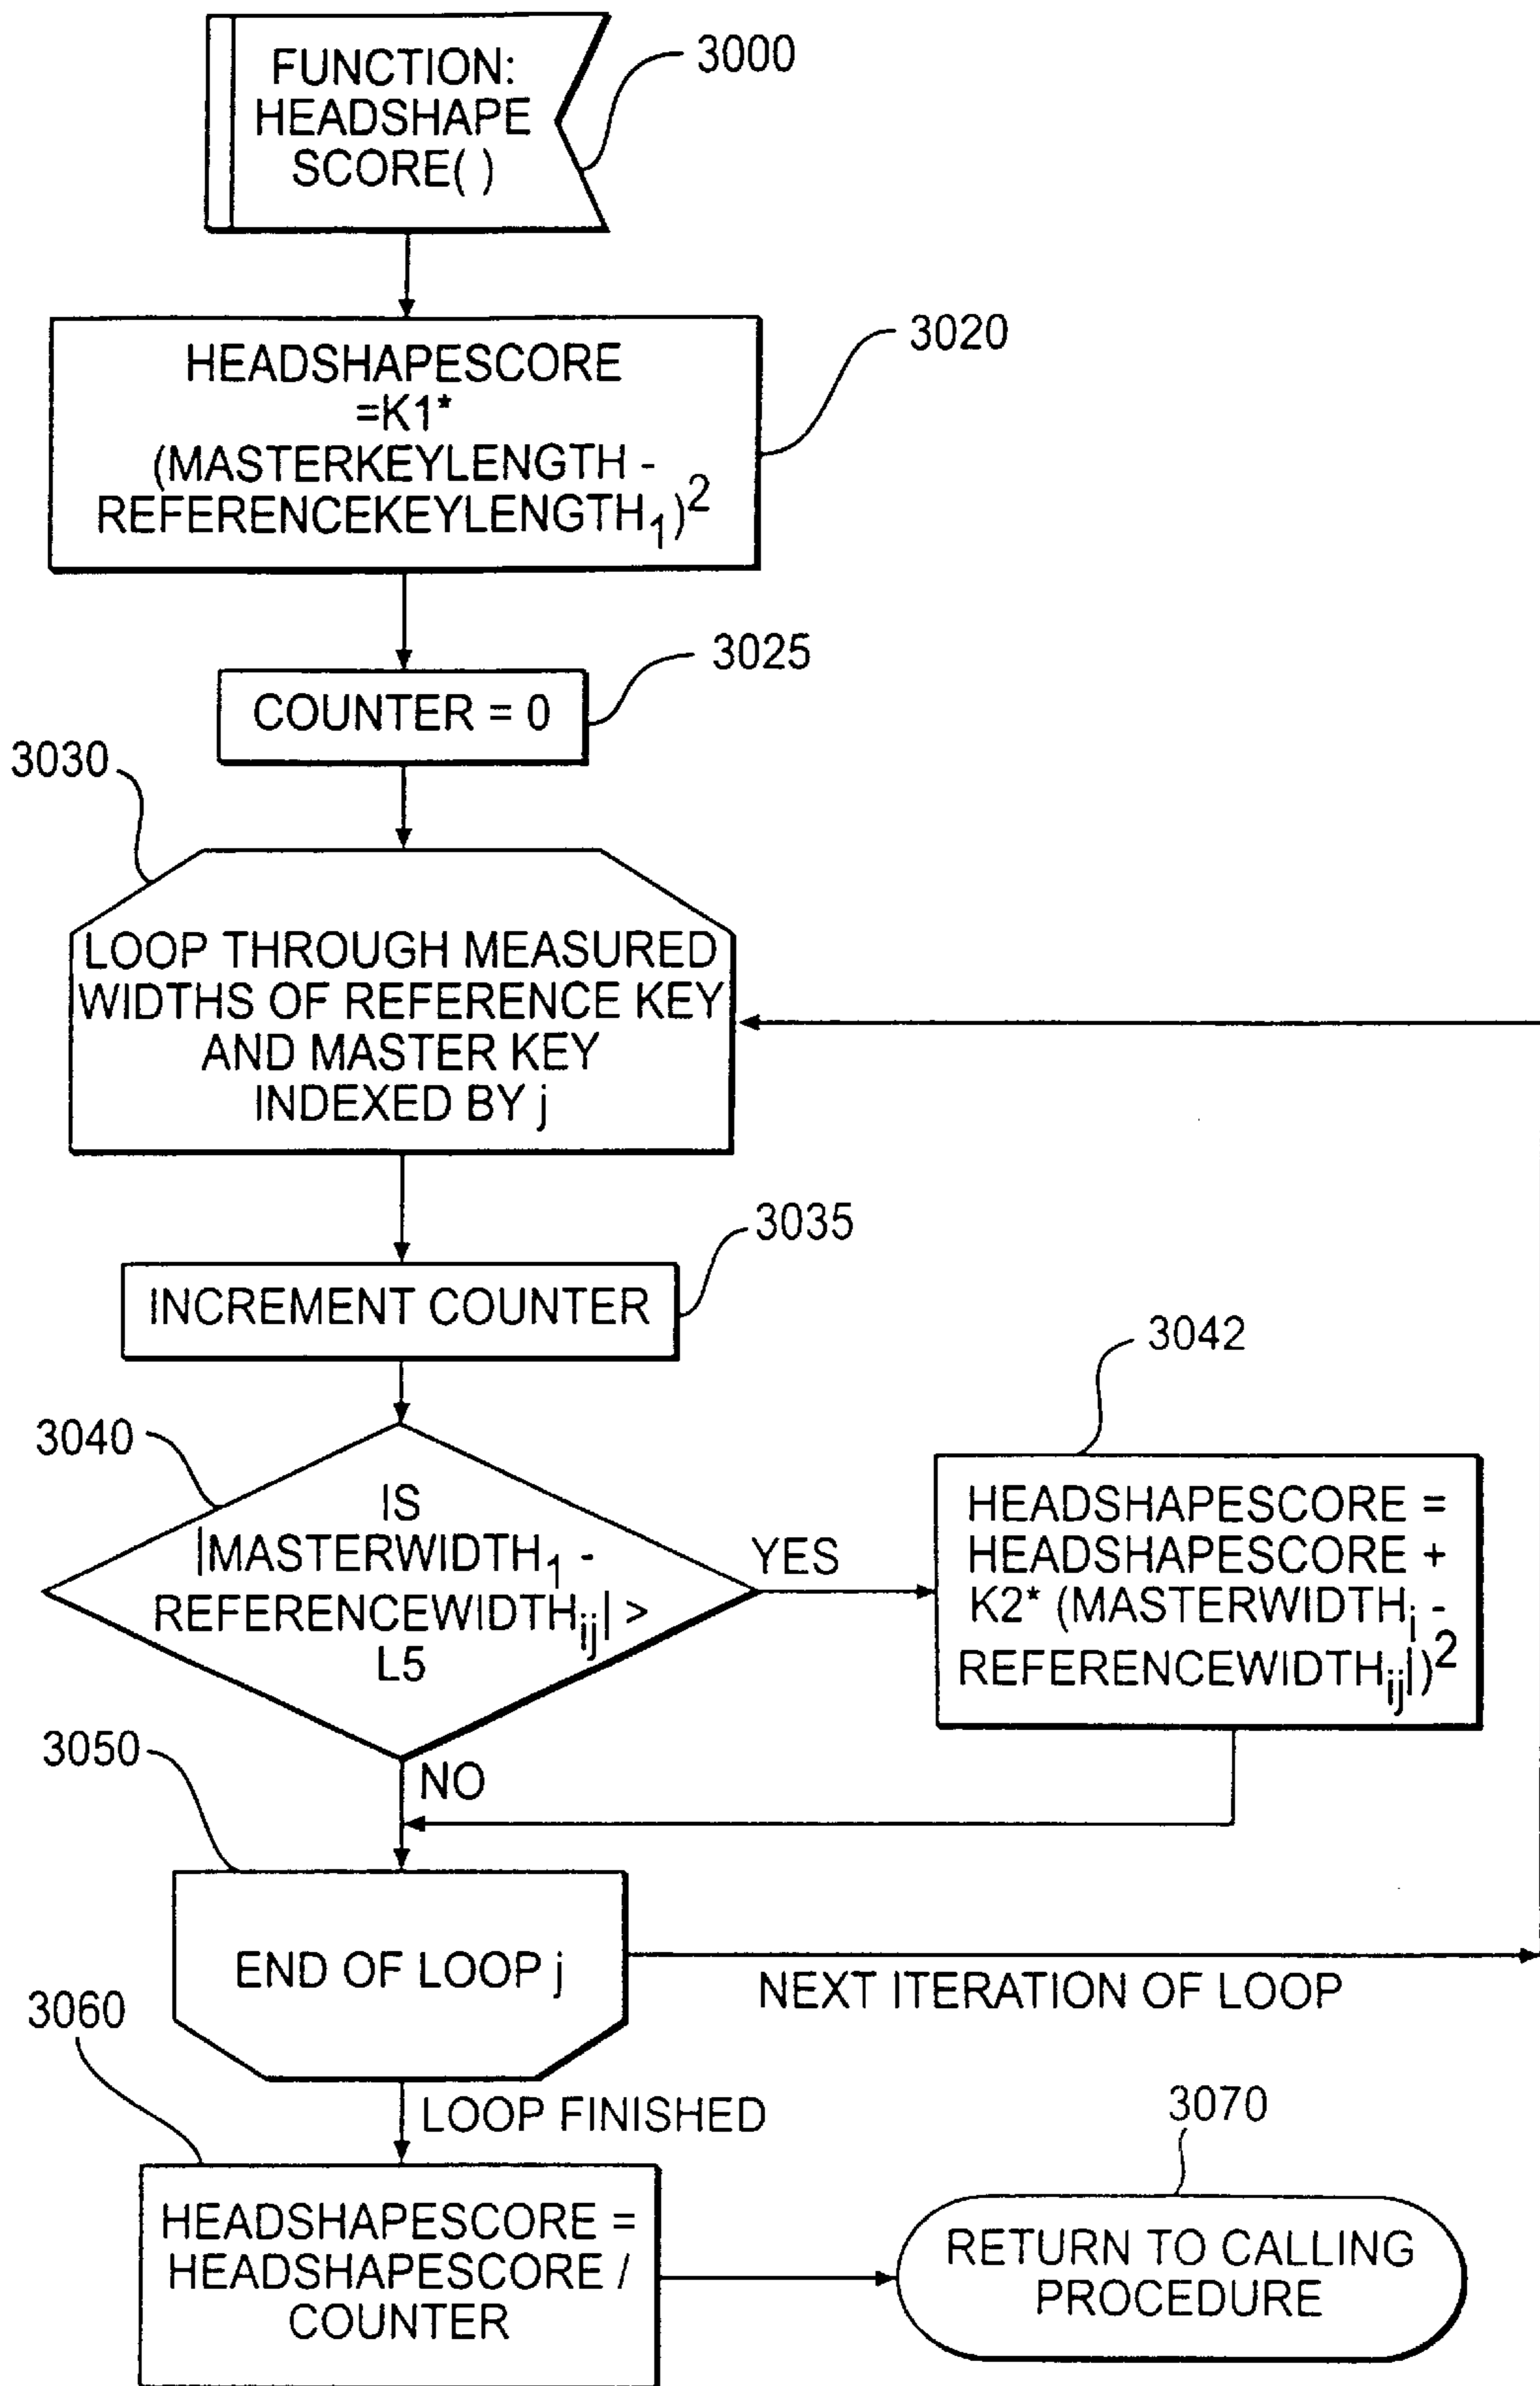 FUNCTION:
HEADSHAPE
SCORE( )
3000
HEADSHAPESCORE
=K1*
(MASTERKEYLENGTH -
REFERENCEKEYLENGTH₁)²
3020
COUNTER = 0
3025
3030
LOOP THROUGH MEASURED
WIDTHS OF REFERENCE KEY
AND MASTER KEY
INDEXED BY j
INCREMENT COUNTER
3035
3040
IS
|MASTERWIDTH₁ -
REFERENCEWIDTHᵢⱼ| >
L5
YES
3042
HEADSHAPESCORE =
HEADSHAPESCORE +
K2* (MASTERWIDTHᵢ -
REFERENCEWIDTHᵢⱼ|)²
NO
3050
END OF LOOP j
NEXT ITERATION OF LOOP
LOOP FINISHED
3060
HEADSHAPESCORE =
HEADSHAPESCORE /
COUNTER
3070
RETURN TO CALLING
PROCEDURE